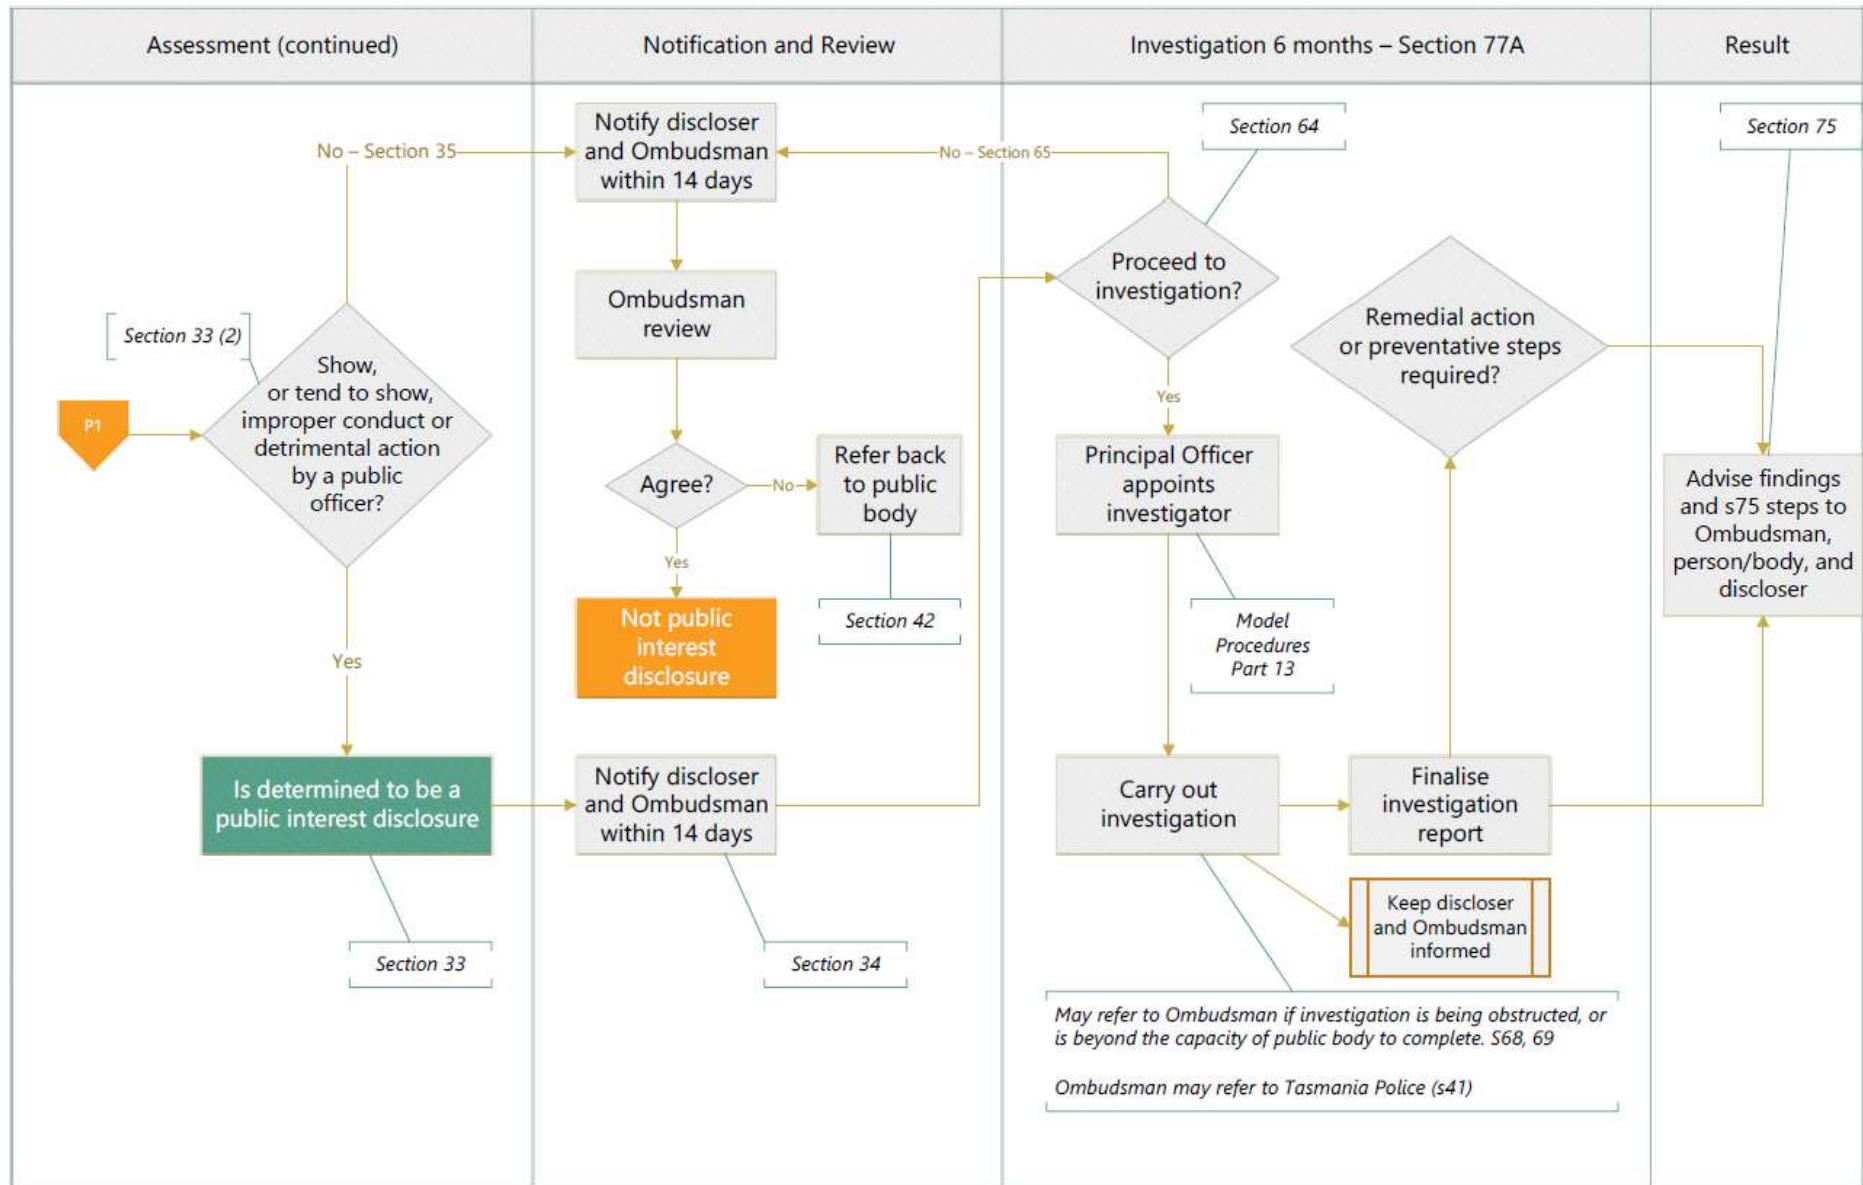 Assessment (continued)
Notification and Review
Investigation 6 months – Section 77A
Result
P1
Section 33 (2)
Show,
or tend to show,
improper conduct or
detrimental action
by a public
officer?
No – Section 35
Yes
Is determined to be a
public interest disclosure
Section 33
Notify discloser
and Ombudsman
within 14 days
Ombudsman
review
Agree?
No
Refer back
to public
body
Section 42
Yes
Not public
interest
disclosure
Notify discloser
and Ombudsman
within 14 days
Section 34
No – Section 65
Section 64
Proceed to
investigation?
Yes
Principal Officer
appoints
investigator
Model
Procedures
Part 13
Carry out
investigation
Finalise
investigation
report
Keep discloser
and Ombudsman
informed
May refer to Ombudsman if investigation is being obstructed, or
is beyond the capacity of public body to complete. S68, 69
Ombudsman may refer to Tasmania Police (s41)
Remedial action
or preventative steps
required?
Section 75
Advise findings
and s75 steps to
Ombudsman,
person/body, and
discloser